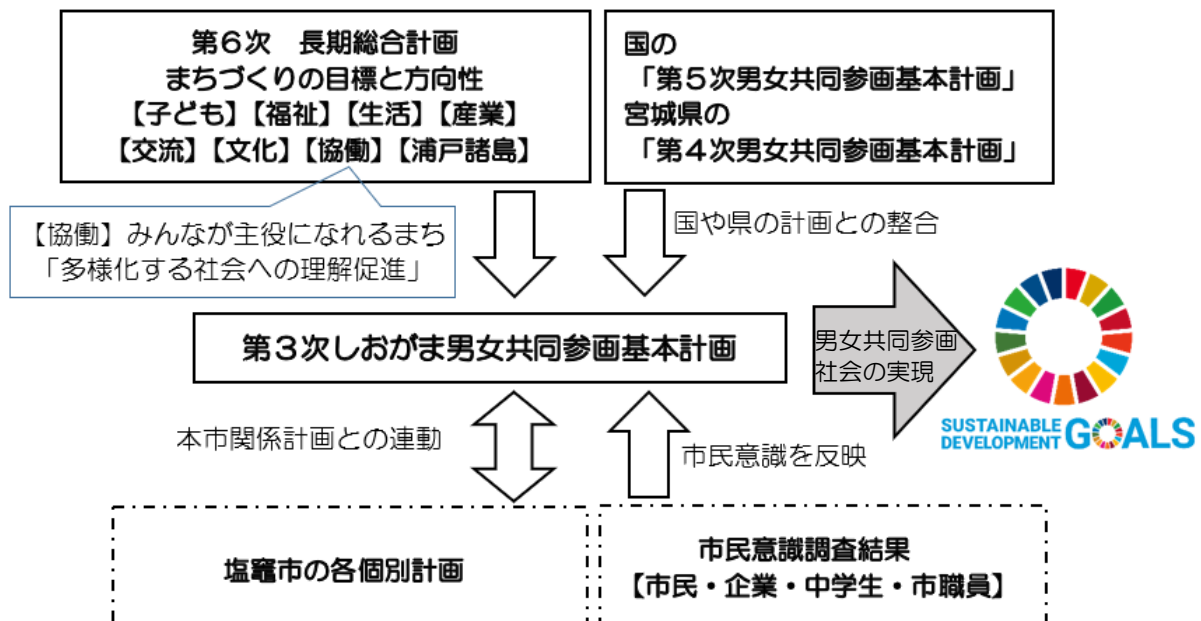 第６次　長期総合計画
まちづくりの目標と方向性
【子ども】【福祉】【生活】【産業】
【交流】【文化】【協働】【浦戸諸島】
国の
「第５次男女共同参画基本計画」
宮城県の
「第４次男女共同参画基本計画」
【協働】みんなが主役になれるまち
「多様化する社会への理解促進」
国や県の計画との整合
第３次しおがま男女共同参画基本計画
男女共同参画
社会の実現
SUSTAINABLE
DEVELOPMENT GOALS
本市関係計画との連動
市民意識を反映
塩竈市の各個別計画
市民意識調査結果
【市民・企業・中学生・市職員】